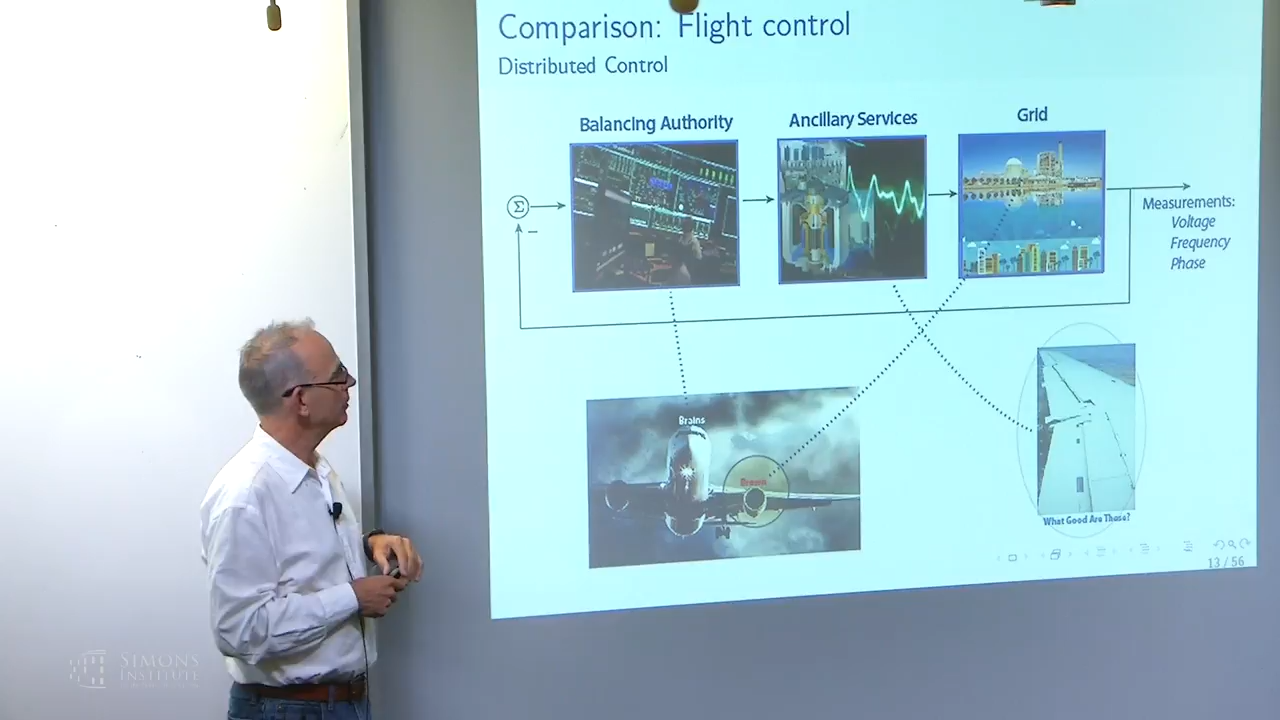 Comparison: Flight control
Distributed Control
Balancing Authority
Ancillary Services
Grid
Σ
−
Measurements:
Voltage
Frequency
Phase
Brains
Brawn
What Good Are These?
13 / 56
SIMONS
INSTITUTE